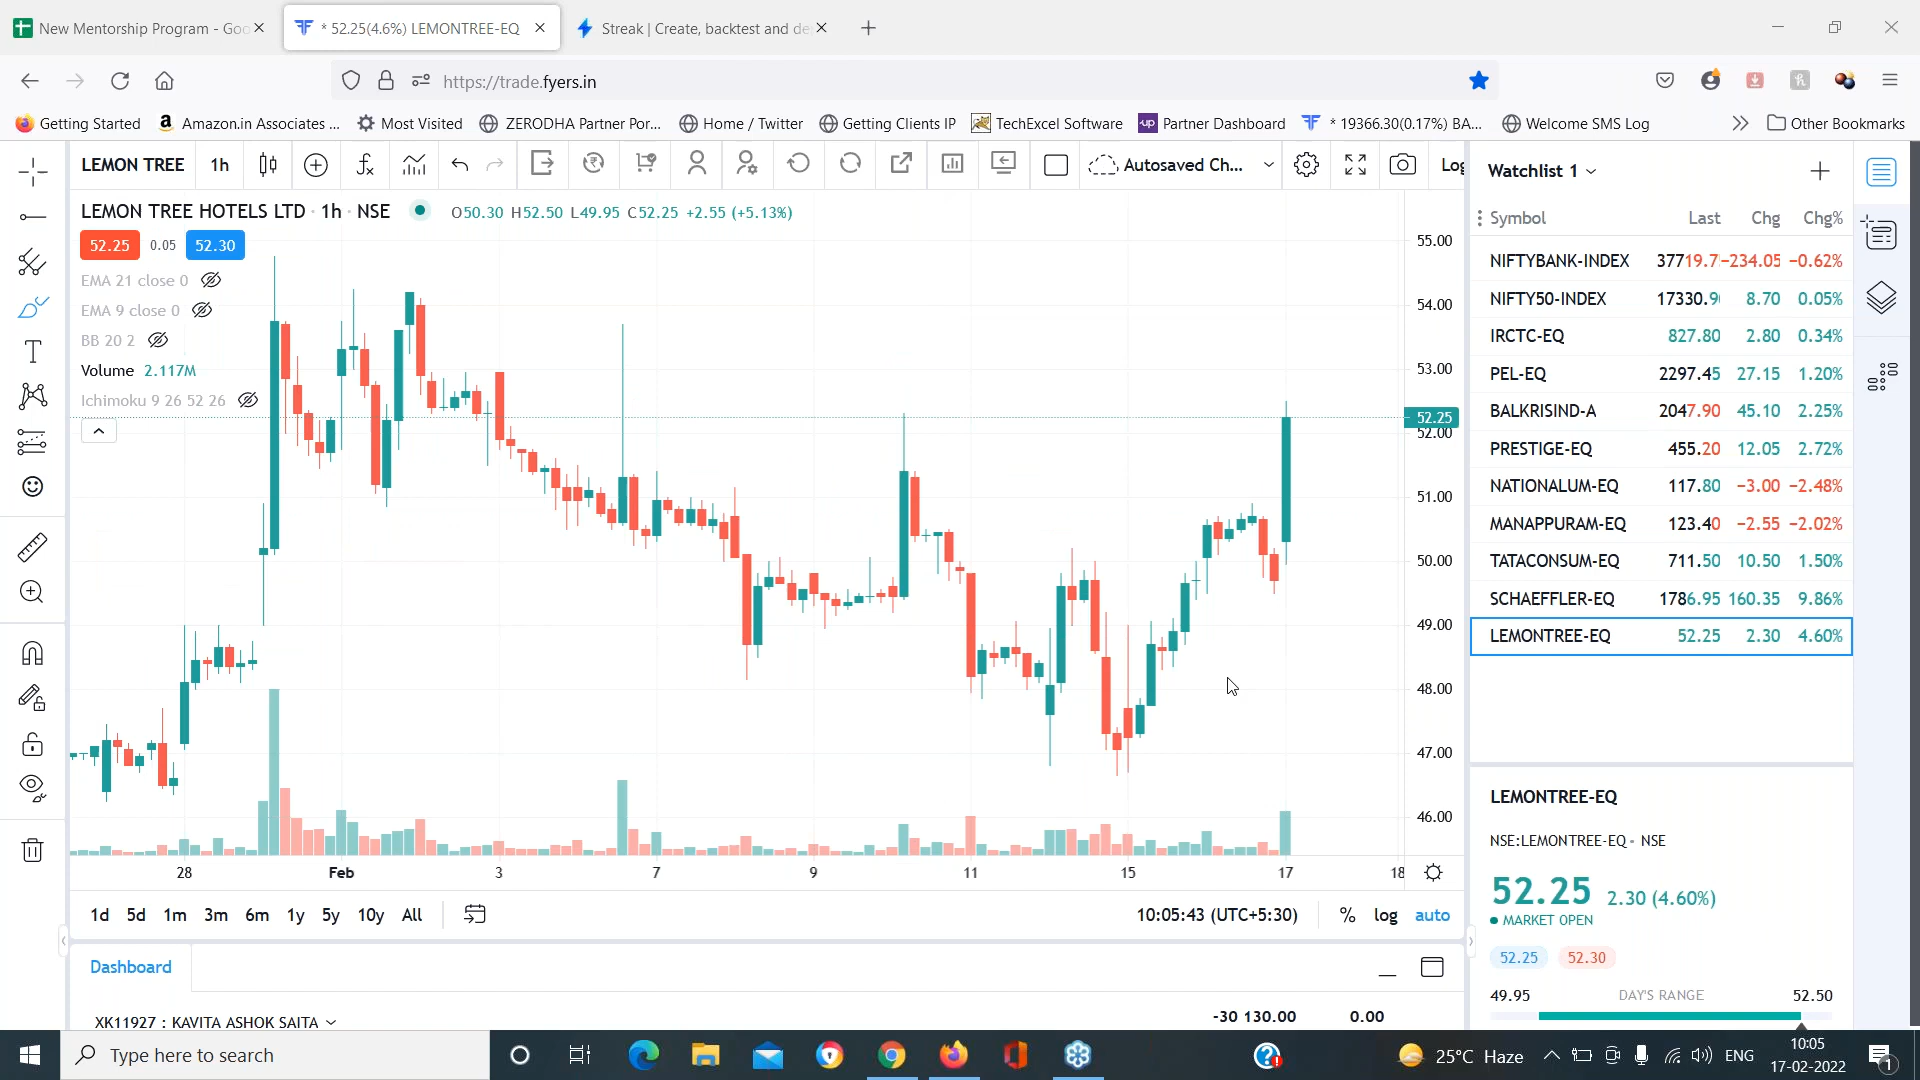 New Mentorship Program - Goo
* 52.25(4.6%) LEMONTREE-EQ
Streak | Create, backtest and de
https://trade.fyers.in
Getting Started
Amazon.in Associates ...
Most Visited
ZERODHA Partner Por...
Home / Twitter
Getting Clients IP
TechExcel Software
up Partner Dashboard
* 19366.30(0.17%) BA...
Welcome SMS Log
Other Bookmarks
LEMON TREE 1h
Autosaved Ch...
Log
LEMON TREE HOTELS LTD · 1h · NSE
O50.30 H52.50 L49.95 C52.25 +2.55 (+5.13%)
52.25 0.05 52.30
EMA 21 close 0
EMA 9 close 0
BB 20 2
Volume 2.117M
Ichimoku 9 26 52 26
55.00
54.00
53.00
52.25
52.00
51.00
50.00
49.00
48.00
47.00
46.00
28 Feb 3 7 9 11 15 17 18
1d 5d 1m 3m 6m 1y 5y 10y All
10:05:43 (UTC+5:30) % log auto
Dashboard
XK11927 : KAVITA ASHOK SAITA
-30 130.00 0.00
Watchlist 1
Symbol Last Chg Chg%
NIFTYBANK-INDEX 37719.7 -234.05 -0.62%
NIFTY50-INDEX 17330.9 8.70 0.05%
IRCTC-EQ 827.80 2.80 0.34%
PEL-EQ 2297.45 27.15 1.20%
BALKRISIND-A 2047.90 45.10 2.25%
PRESTIGE-EQ 455.20 12.05 2.72%
NATIONALUM-EQ 117.80 -3.00 -2.48%
MANAPPURAM-EQ 123.40 -2.55 -2.02%
TATACONSUM-EQ 711.50 10.50 1.50%
SCHAEFFLER-EQ 1786.95 160.35 9.86%
LEMONTREE-EQ 52.25 2.30 4.60%
LEMONTREE-EQ
NSE:LEMONTREE-EQ · NSE
52.25 2.30 (4.60%)
MARKET OPEN
52.25 52.30
49.95 DAY'S RANGE 52.50
Type here to search
25°C Haze
ENG
10:05
17-02-2022
1